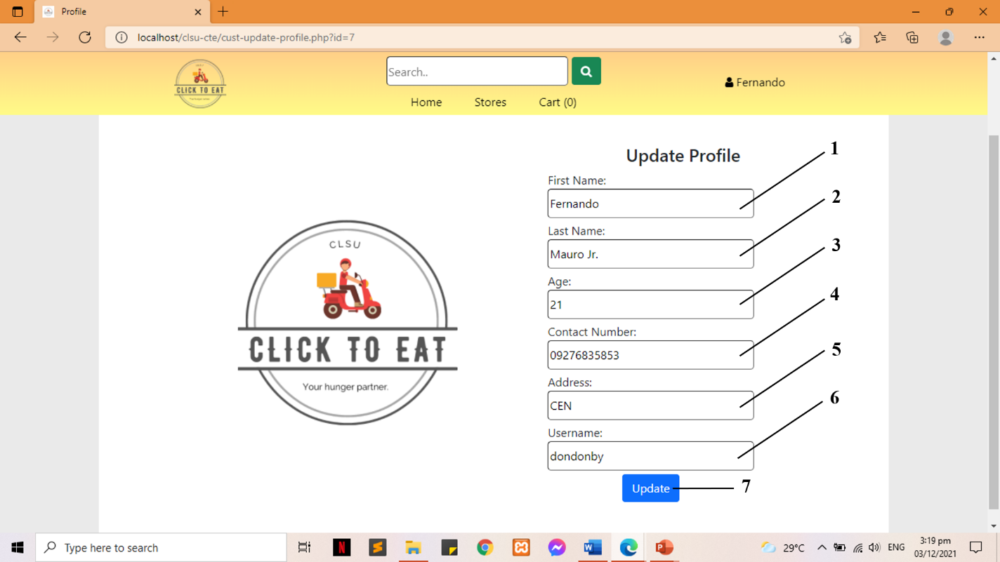 Profile
localhost/clsu-cte/cust-update-profile.php?id=7
CLICK TO EAT
Search..
Fernando
Home Stores Cart (0)
Update Profile
1
First Name:
Fernando
2
Last Name:
Mauro Jr.
3
Age:
21
4
Contact Number:
09276835853
5
Address:
CEN
6
Username:
dondonby
Update
7
CLSU
CLICK TO EAT
Your hunger partner.
Type here to search
29°C
ENG
3:19 pm
03/12/2021